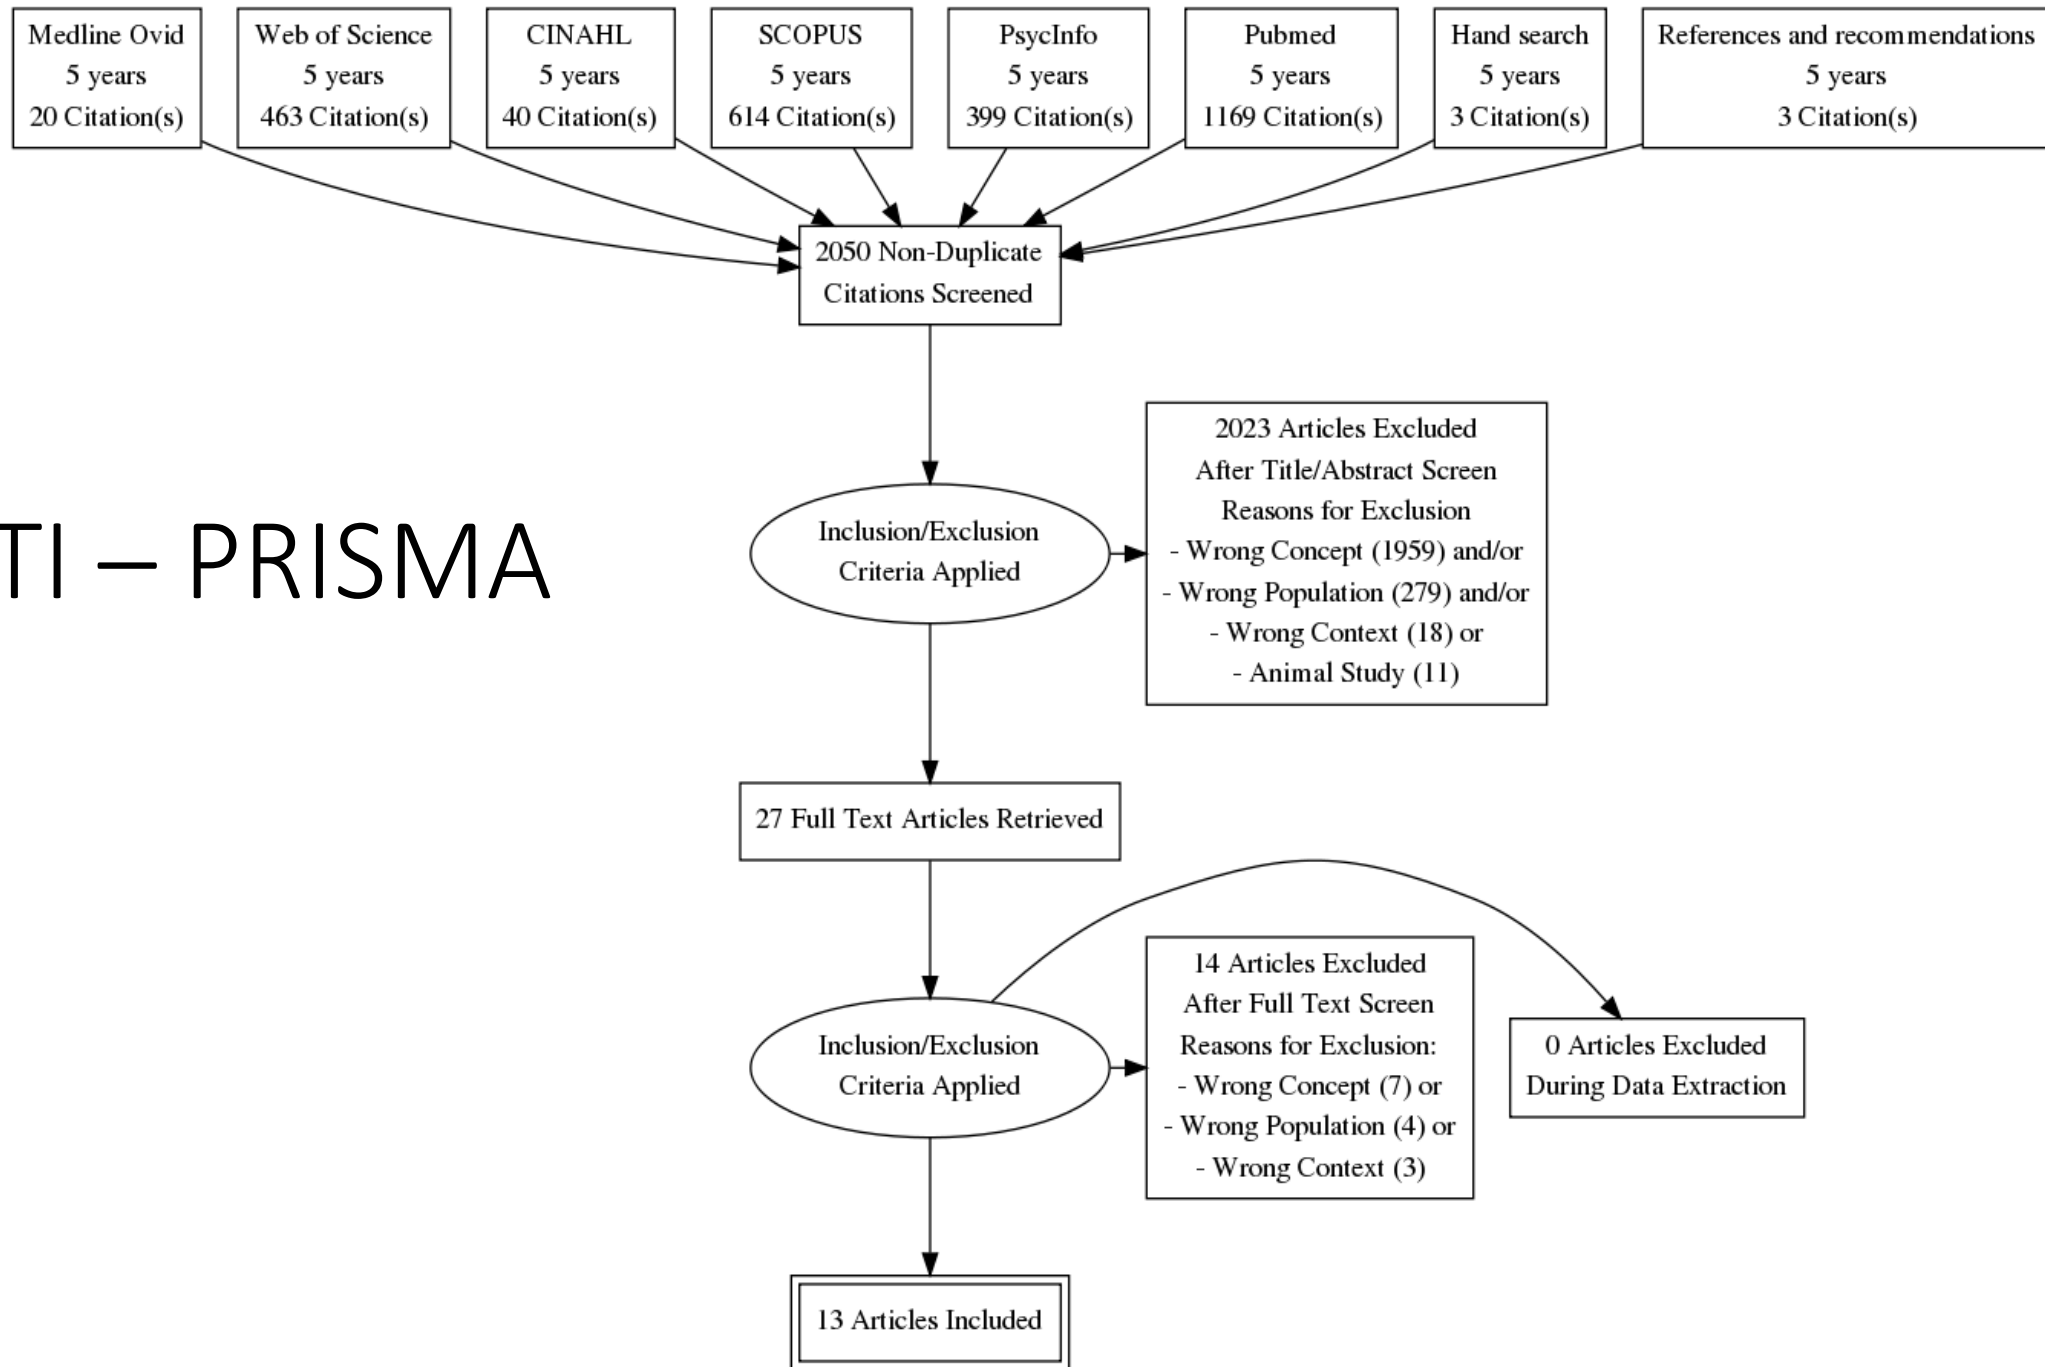 Medline Ovid
5 years
20 Citation(s)
Web of Science
5 years
463 Citation(s)
CINAHL
5 years
40 Citation(s)
SCOPUS
5 years
614 Citation(s)
PsycInfo
5 years
399 Citation(s)
Pubmed
5 years
1169 Citation(s)
Hand search
5 years
3 Citation(s)
References and recommendations
5 years
3 Citation(s)
2050 Non-Duplicate
Citations Screened
Inclusion/Exclusion
Criteria Applied
2023 Articles Excluded
After Title/Abstract Screen
Reasons for Exclusion
- Wrong Concept (1959) and/or
- Wrong Population (279) and/or
- Wrong Context (18) or
- Animal Study (11)
TI – PRISMA
27 Full Text Articles Retrieved
Inclusion/Exclusion
Criteria Applied
14 Articles Excluded
After Full Text Screen
Reasons for Exclusion:
- Wrong Concept (7) or
- Wrong Population (4) or
- Wrong Context (3)
0 Articles Excluded
During Data Extraction
13 Articles Included